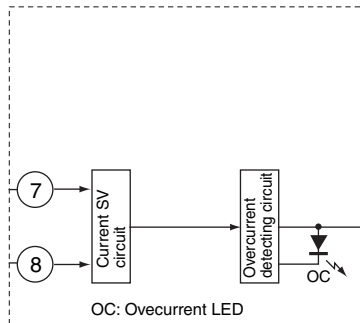 7
8
Current SV
circuit
Overcurrent
detecting circuit
OC
OC: Ovecurrent LED